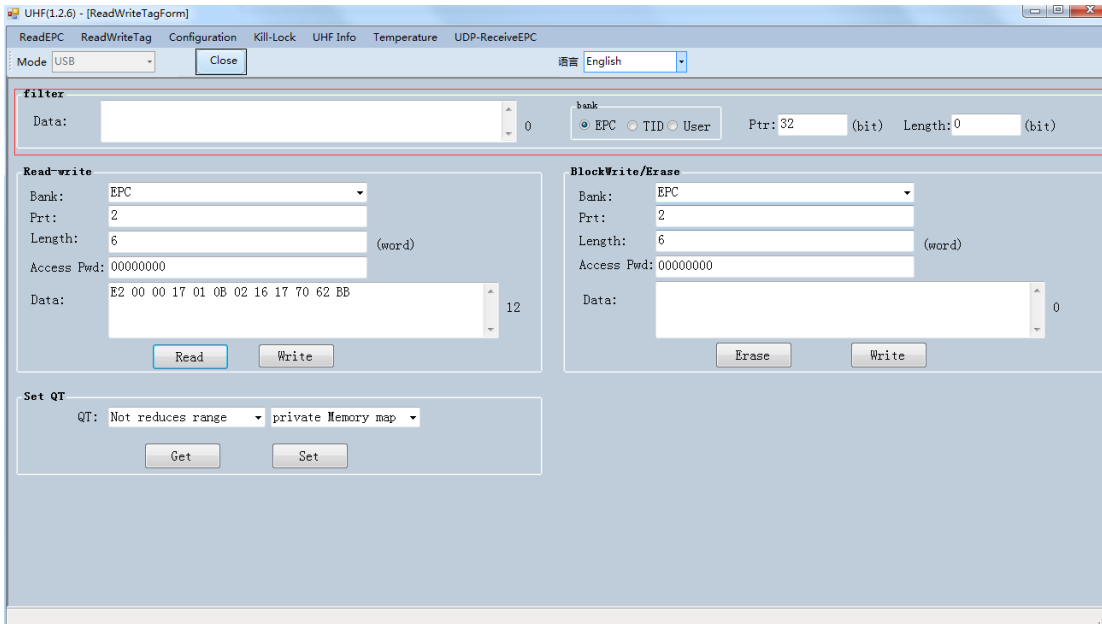 UHF(1.2.6) - [ReadWriteTagForm]
ReadEPC ReadWriteTag Configuration Kill-Lock UHF Info Temperature UDP-ReceiveEPC
Mode USB Close 语言 English
filter
Data: 0
bank
EPC TID User Ptr: 32 (bit) Length: 0 (bit)
Read-write
Bank: EPC
Prt: 2
Length: 6 (word)
Access Pwd: 00000000
Data: E2 00 00 17 01 0B 02 16 17 70 62 BB 12
Read Write
BlockWrite/Erase
Bank: EPC
Prt: 2
Length: 6 (word)
Access Pwd: 00000000
Data: 0
Erase Write
Set QT
QT: Not reduces range private Memory map
Get Set